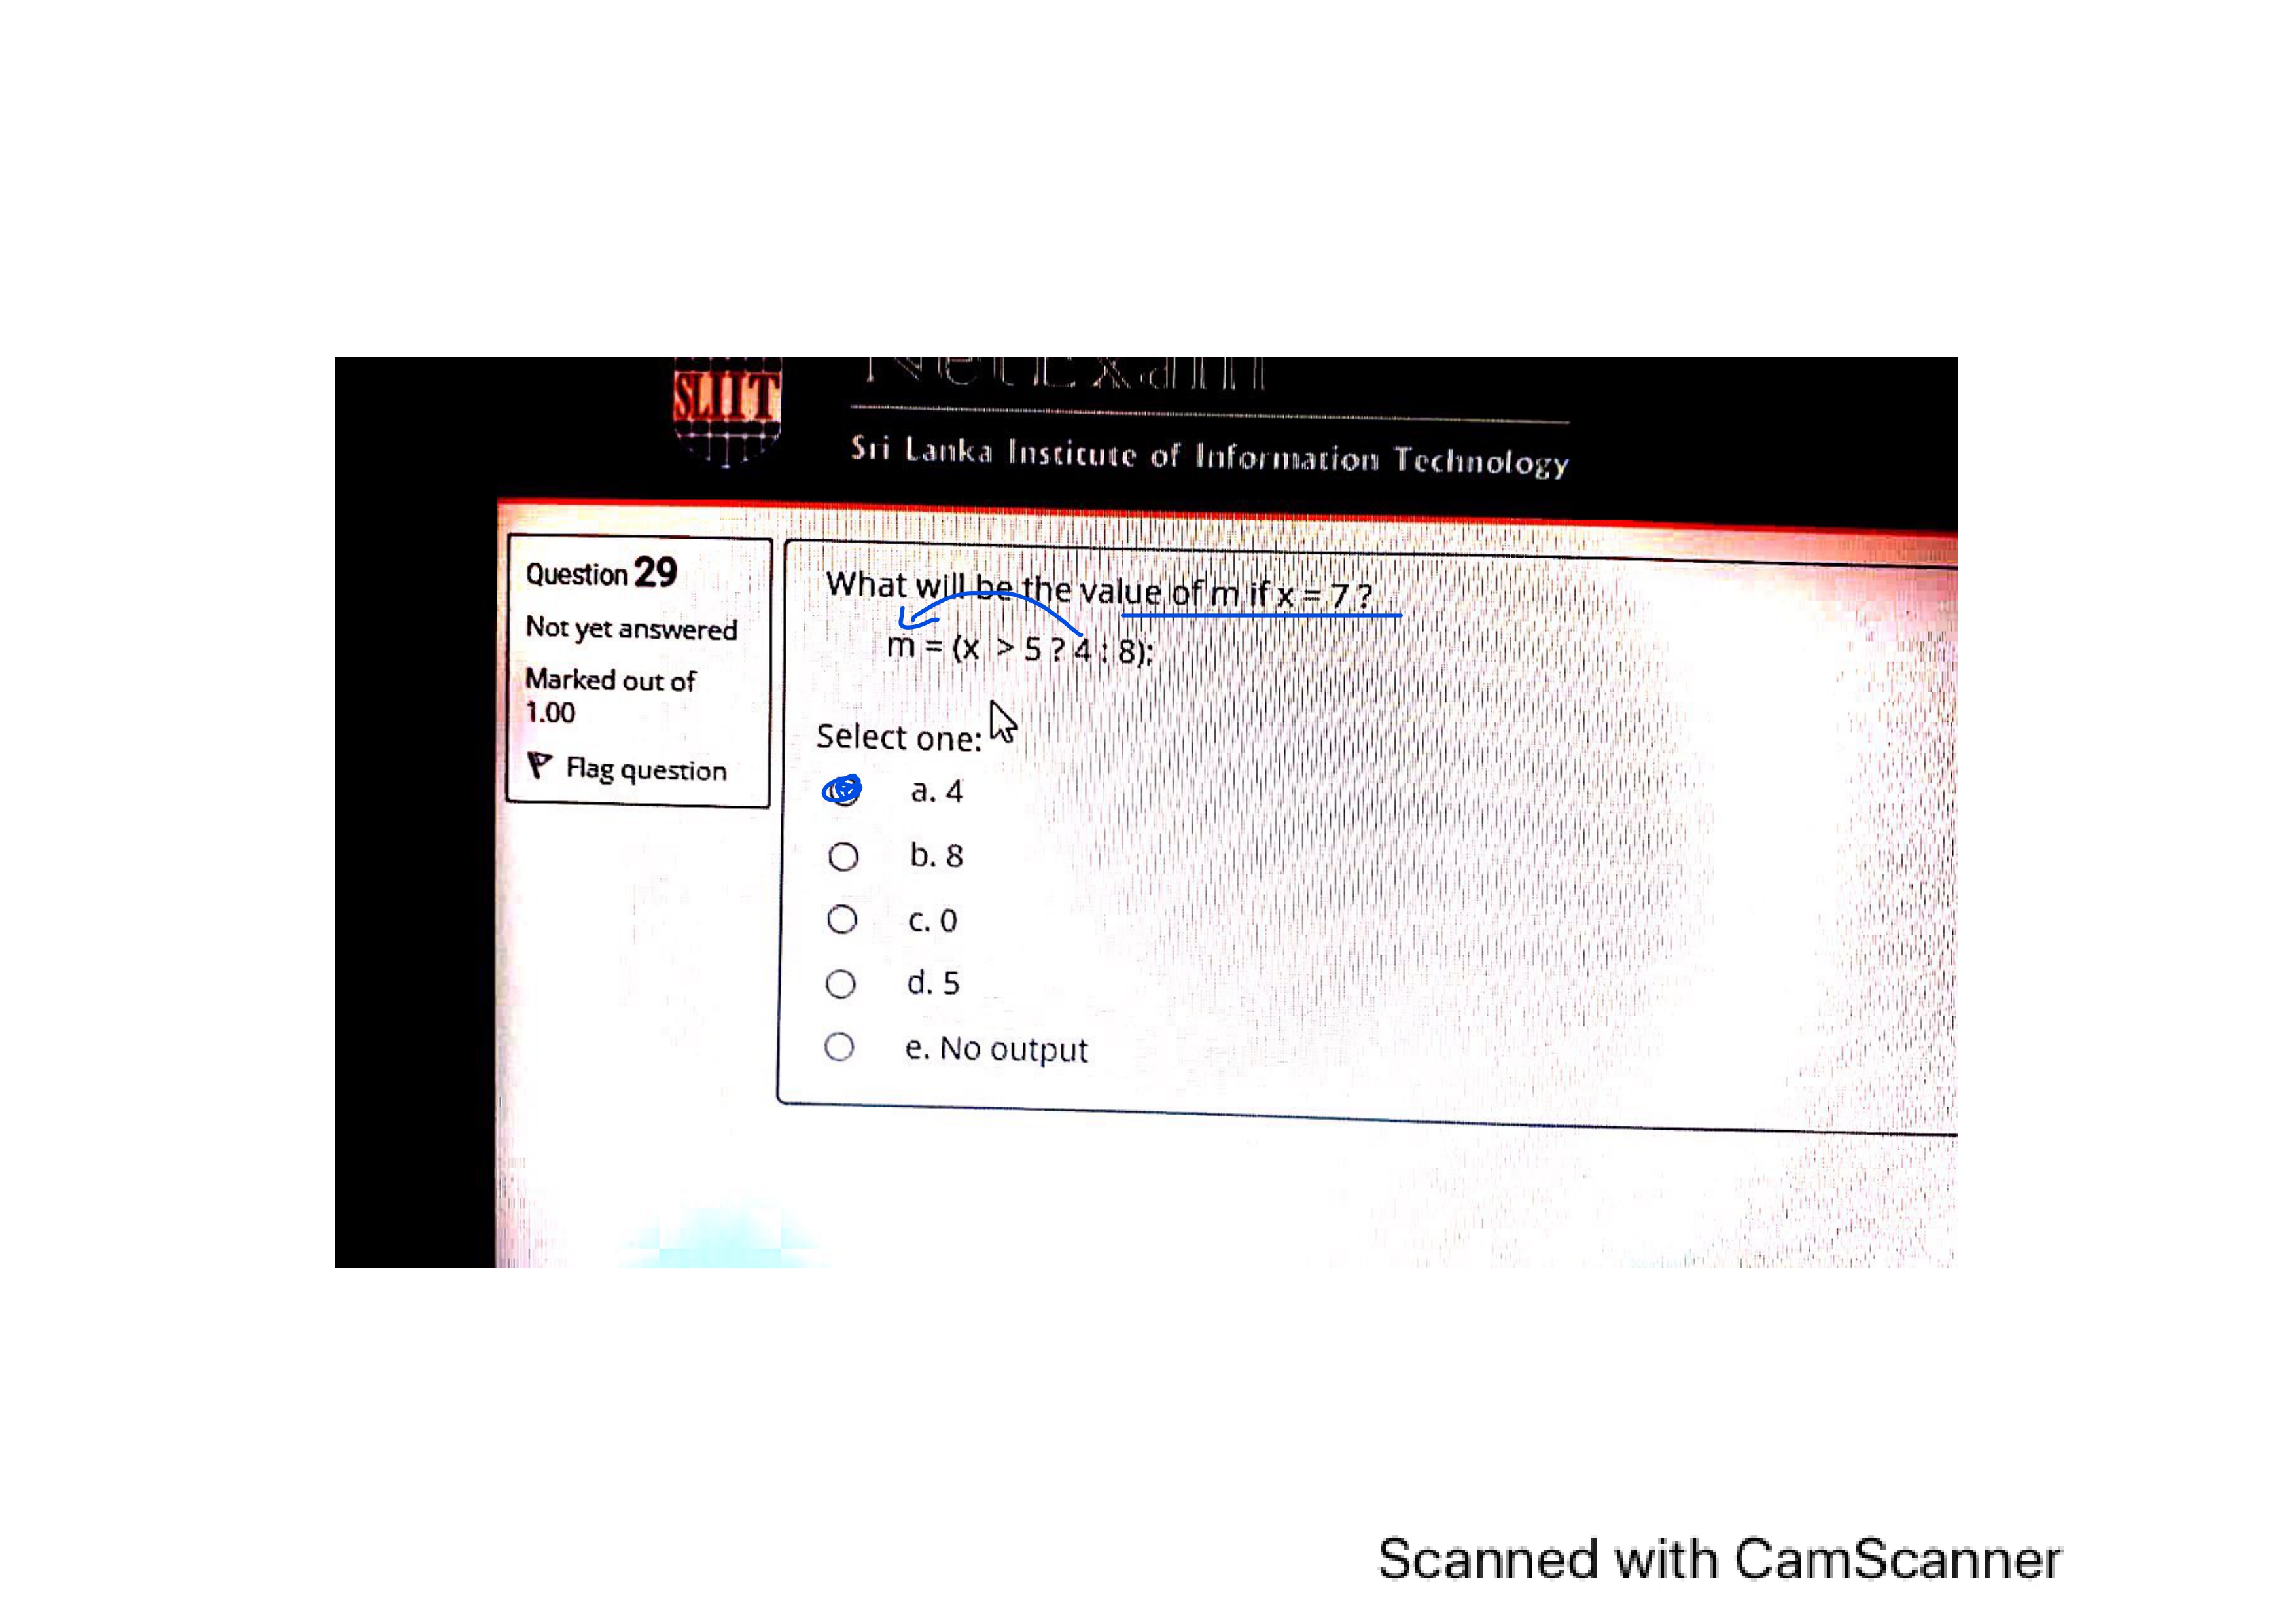 NetExam
SLIIT
Sri Lanka Institute of Information Technology
Question 29
Not yet answered
Marked out of
1.00
Flag question
What will be the value of m if x = 7 ?
m = (x > 5 ? 4 : 8);
Select one:
a. 4
b. 8
c. 0
d. 5
e. No output
Scanned with CamScanner